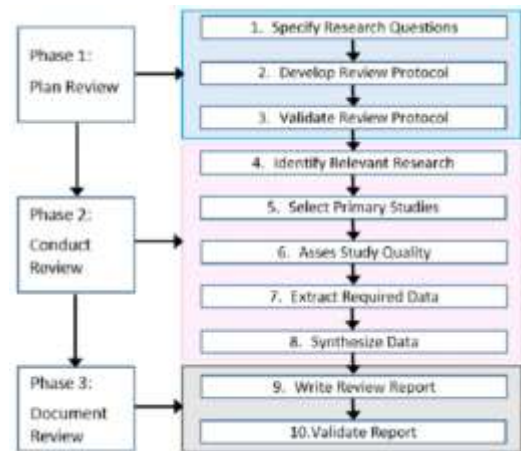 Phase 1:
Plan Review
1. Specify Research Questions
2. Develop Review Protocol
3. Validate Review Protocol
Phase 2:
Conduct
Review
4. Identify Relevant Research
5. Select Primary Studies
6. Asses Study Quality
7. Extract Required Data
8. Synthesize Data
Phase 3:
Document
Review
9. Write Review Report
10.Validate Report